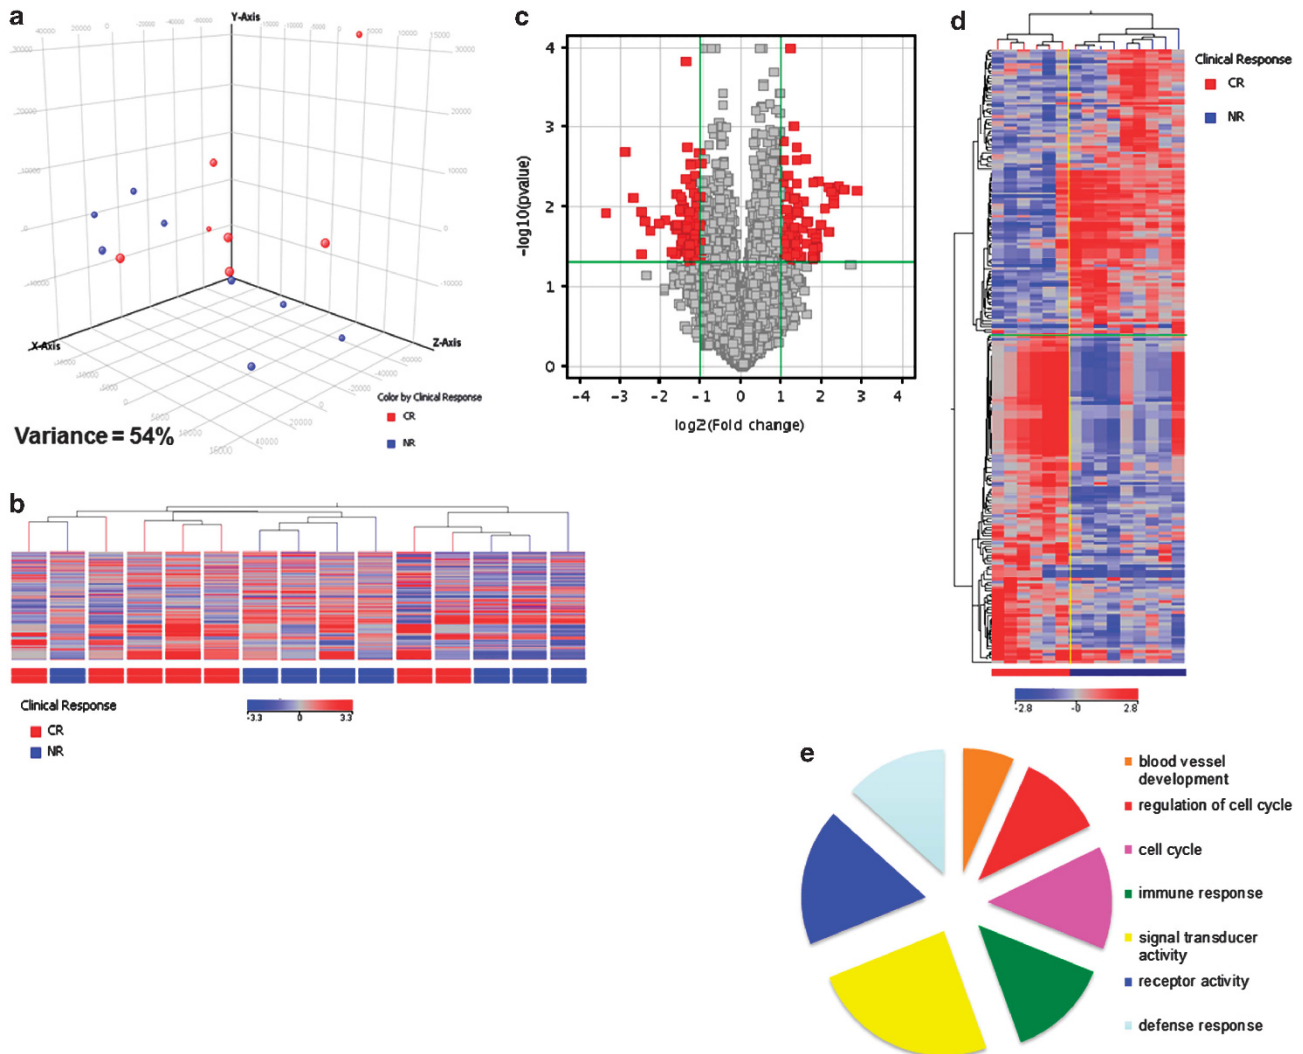 a
Y-Axis
X-Axis
Z-Axis
Color by Clinical Response
CR
NR
Variance = 54%
b
Clinical Response
CR
NR
-3.3 0 3.3
c
4
3
2
1
0
-log10(pvalue)
-4 -3 -2 -1 0 1 2 3 4
log2(Fold change)
d
Clinical Response
CR
NR
-2.8 -0 2.8
e
blood vessel
development
regulation of cell cycle
cell cycle
immune response
signal transducer
activity
receptor activity
defense response